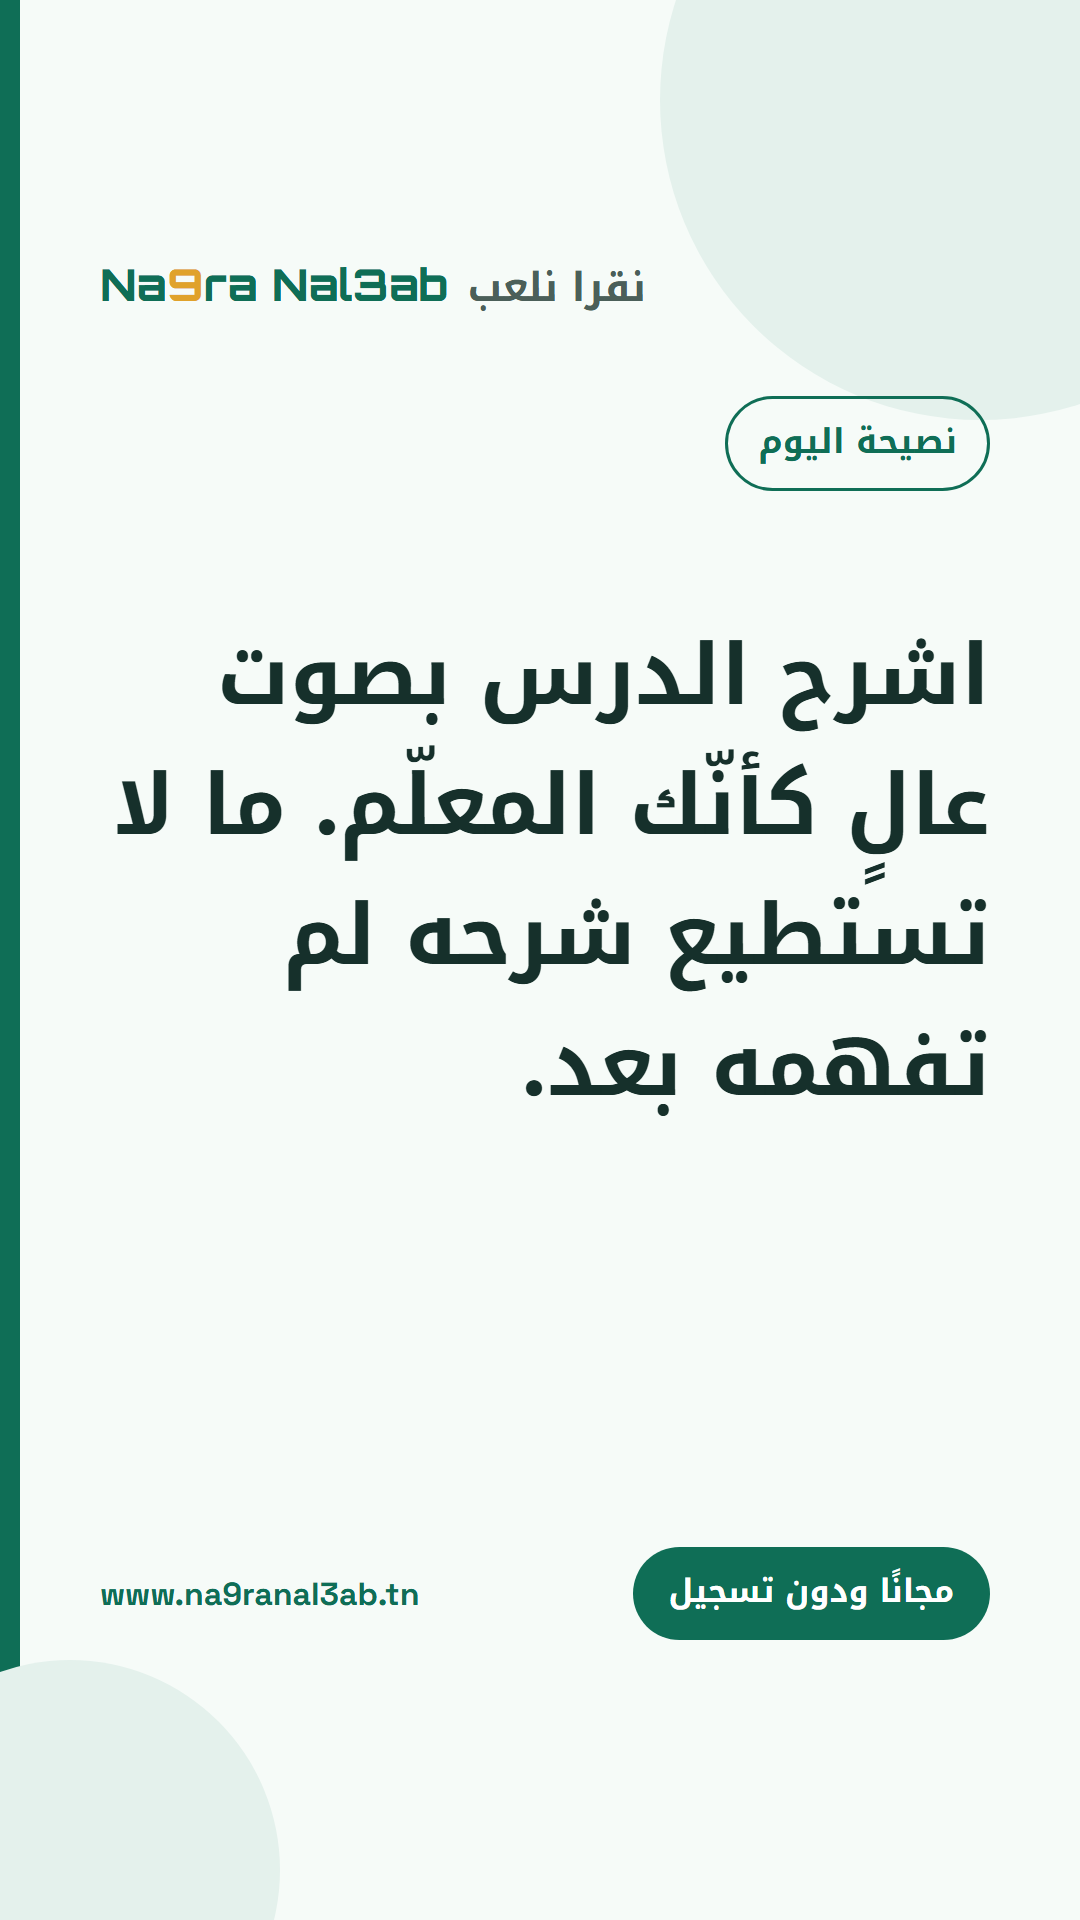 Na9ra Nal3ab نقرا نلعب
نصيحة اليوم
اشرح الدرس بصوت
عالٍ كأنّك المعلّم. ما لا
تستطيع شرحه لم
تفهمه بعد.
www.na9ranal3ab.tn
مجانًا ودون تسجيل